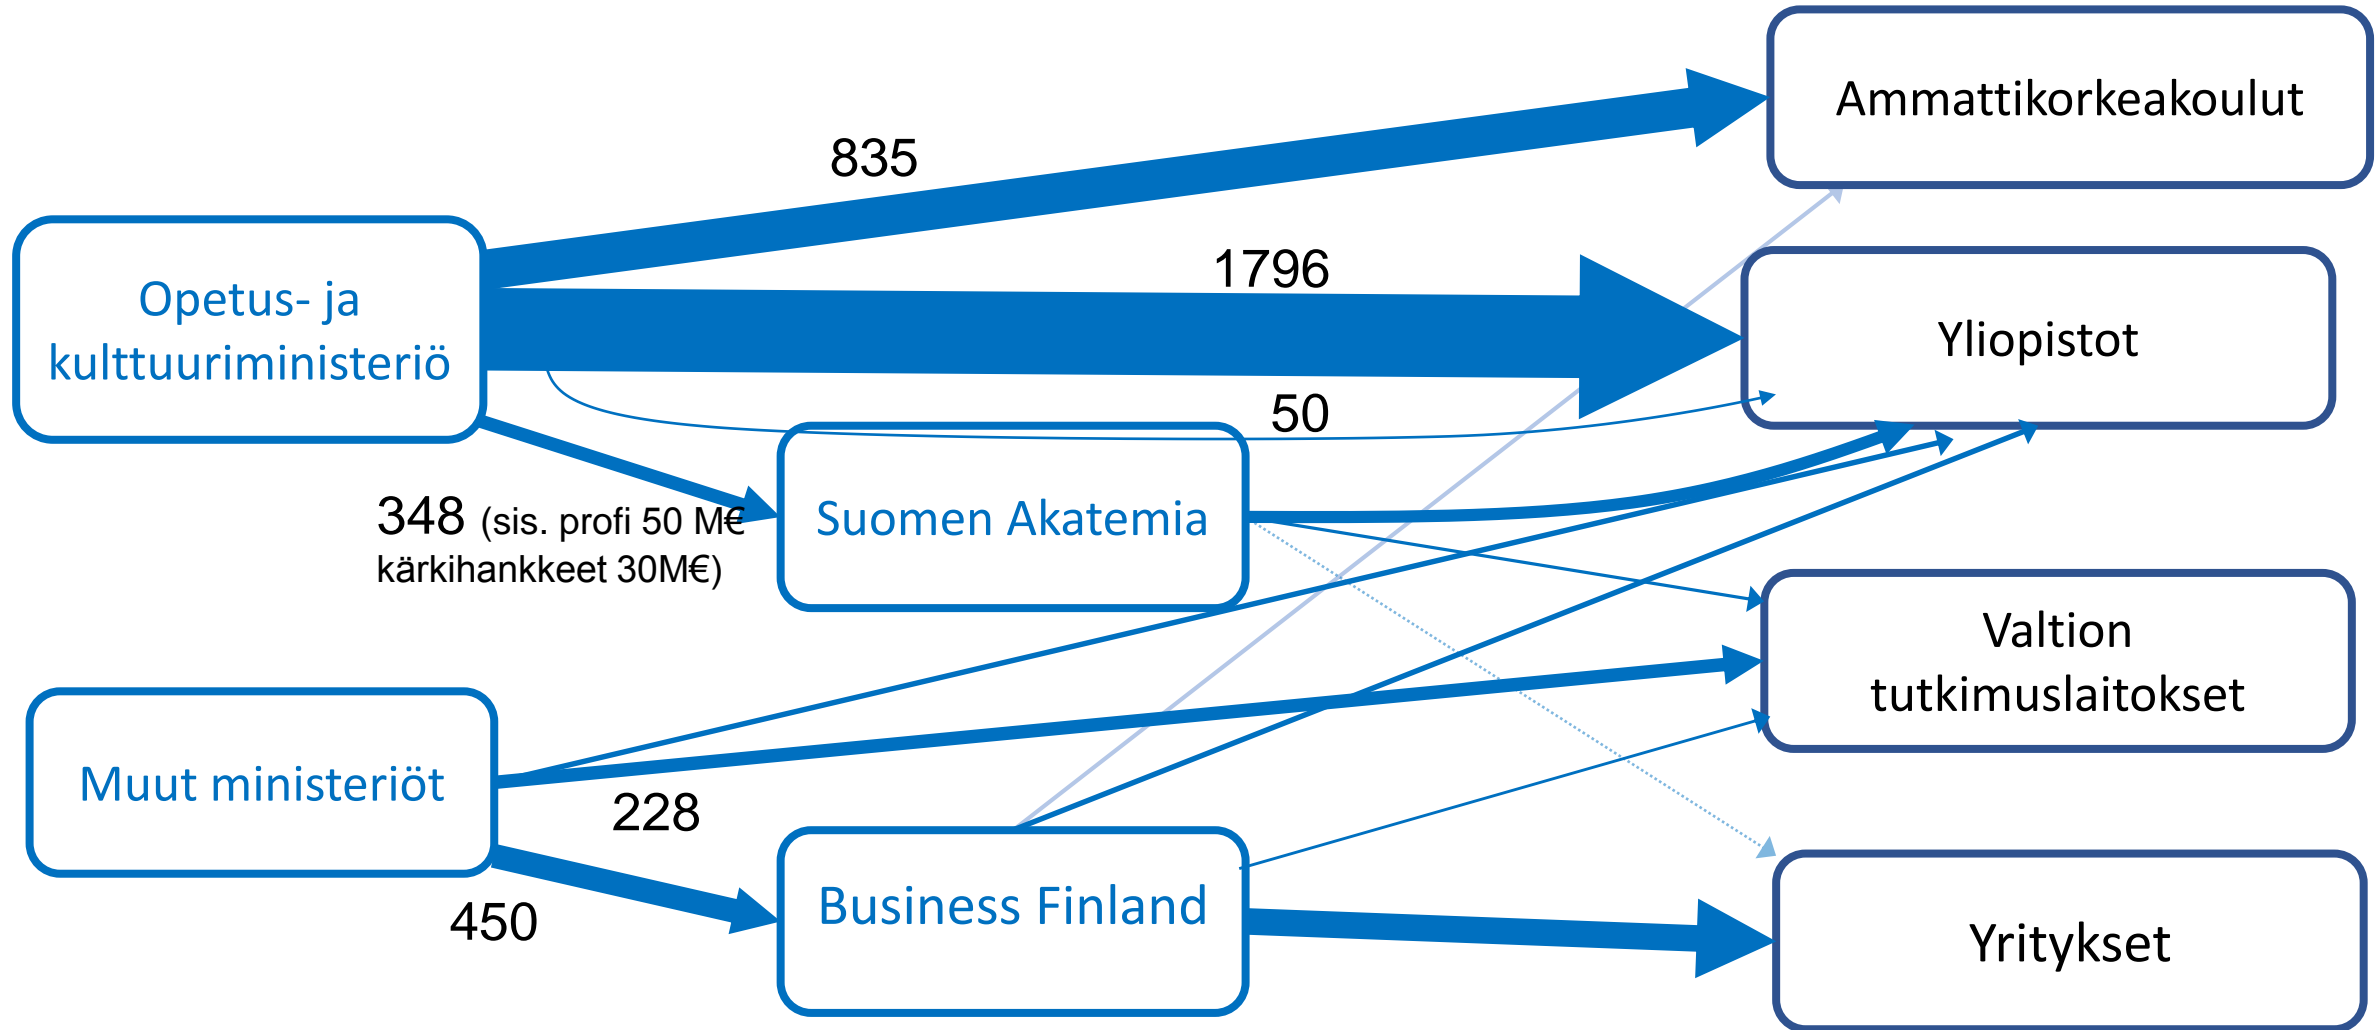 Ammattikorkeakoulut
835
1796
Opetus- ja
kulttuuriministeriö
Yliopistot
50
348 (sis. profi 50 M€
kärkihankkeet 30M€)
Suomen Akatemia
Valtion
tutkimuslaitokset
Muut ministeriöt
228
450
Business Finland
Yritykset